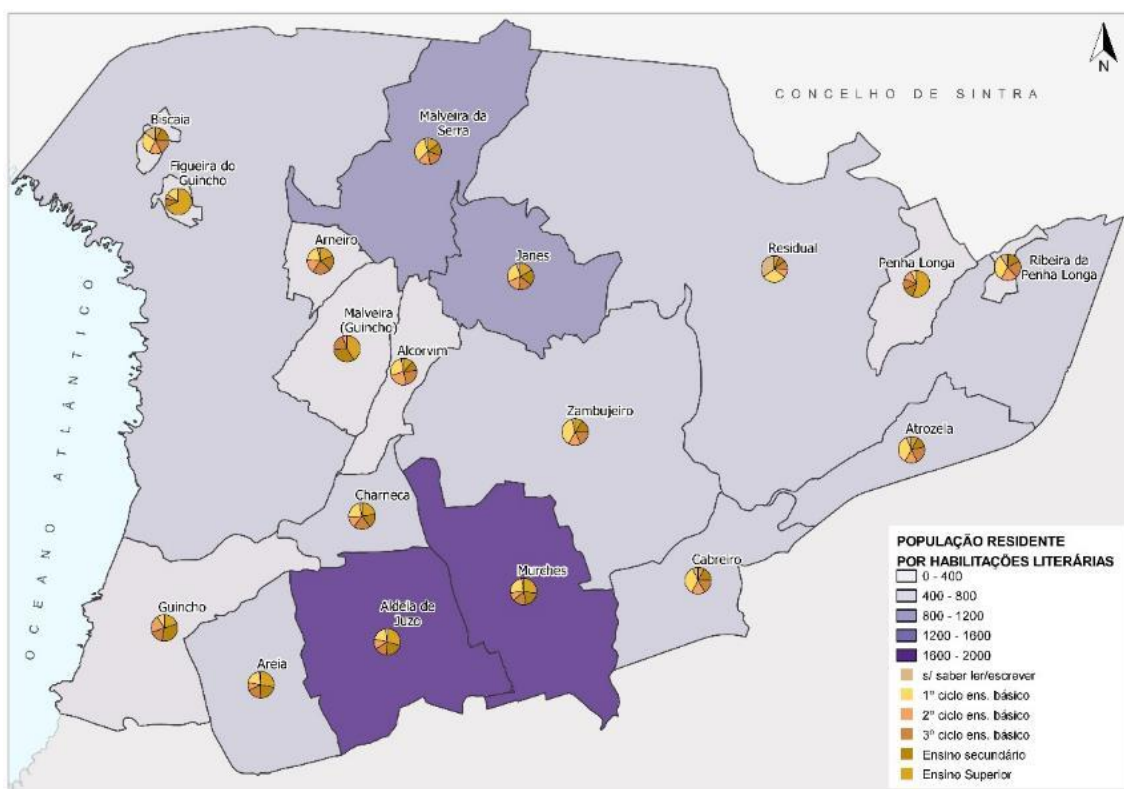 N
CONCELHO DE SINTRA
Biscaia
Malveira da
Serra
Figueira do
Guincho
Arneiro
Janes
Residual
Penha Longa
Ribeira da
Penha Longa
Malveira
(Guincho)
Alcorvim
OCEANO ATLÂNTICO
Zambujeiro
Atrozela
Charneca
Cabreiro
Murches
Guincho
Aldeia de
Juzo
Areia
POPULAÇÃO RESIDENTE
POR HABILITAÇÕES LITERÁRIAS
0 - 400
400 - 800
800 - 1200
1200 - 1600
1600 - 2000
s/ saber ler/escrever
1º ciclo ens. básico
2º ciclo ens. básico
3º ciclo ens. básico
Ensino secundário
Ensino Superior